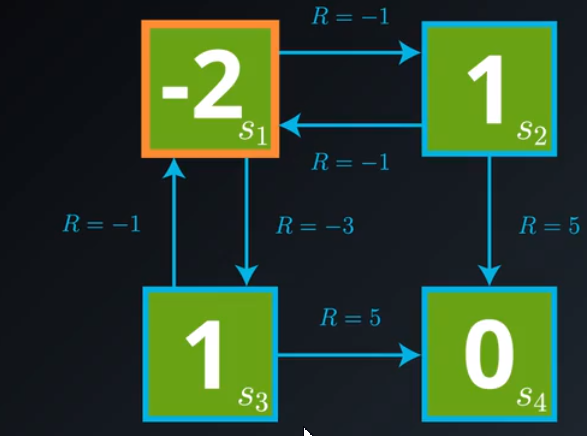 R = −1
-2
s₁
1
s₂
R = −1
R = −1
R = −3
R = 5
R = 5
1
s₃
0
s₄